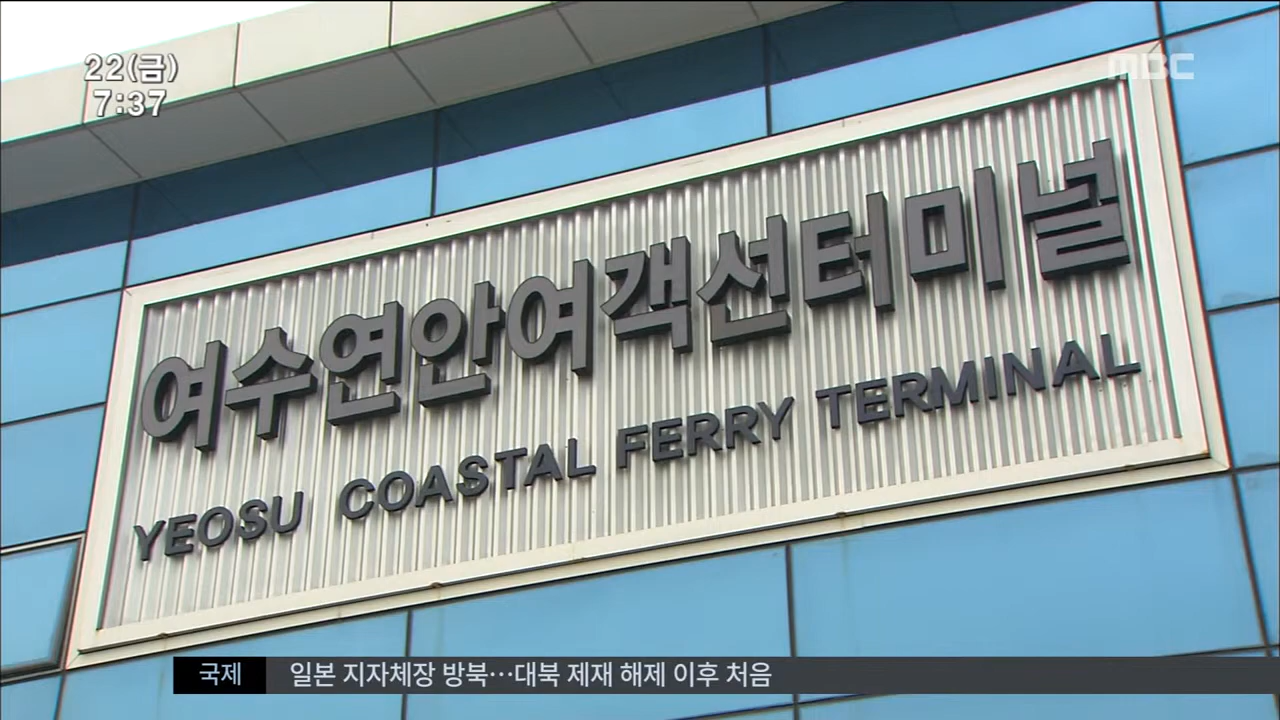 22(금)
7:37
MBC
여수연안여객선터미널
YEOSU COASTAL FERRY TERMINAL
국제 일본 지자체장 방북…대북 제재 해제 이후 처음